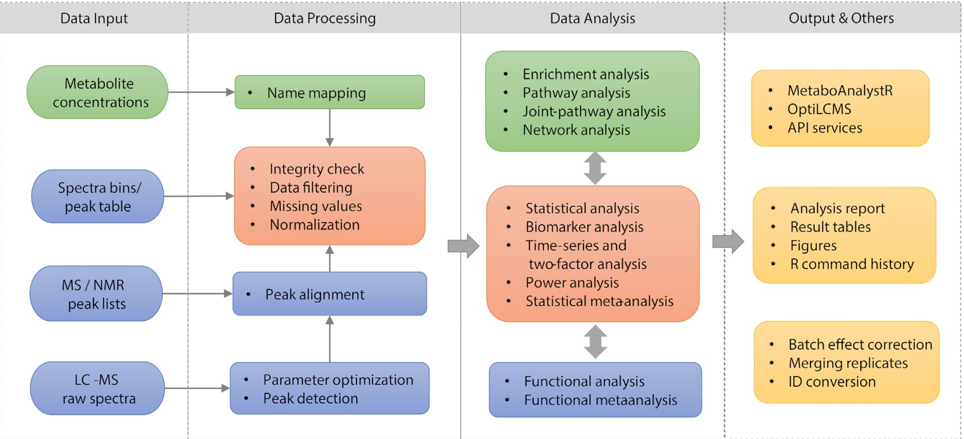 Data Input
Data Processing
Data Analysis
Output & Others
Metabolite
concentrations
Spectra bins/
peak table
MS / NMR
peak lists
LC -MS
raw spectra
• Name mapping
• Integrity check
• Data filtering
• Missing values
• Normalization
• Peak alignment
• Parameter optimization
• Peak detection
• Enrichment analysis
• Pathway analysis
• Joint-pathway analysis
• Network analysis
• Statistical analysis
• Biomarker analysis
• Time-series and
two-factor analysis
• Power analysis
• Statistical metaanalysis
• Functional analysis
• Functional metaanalysis
• MetaboAnalystR
• OptiLCMS
• API services
• Analysis report
• Result tables
• Figures
• R command history
• Batch effect correction
• Merging replicates
• ID conversion